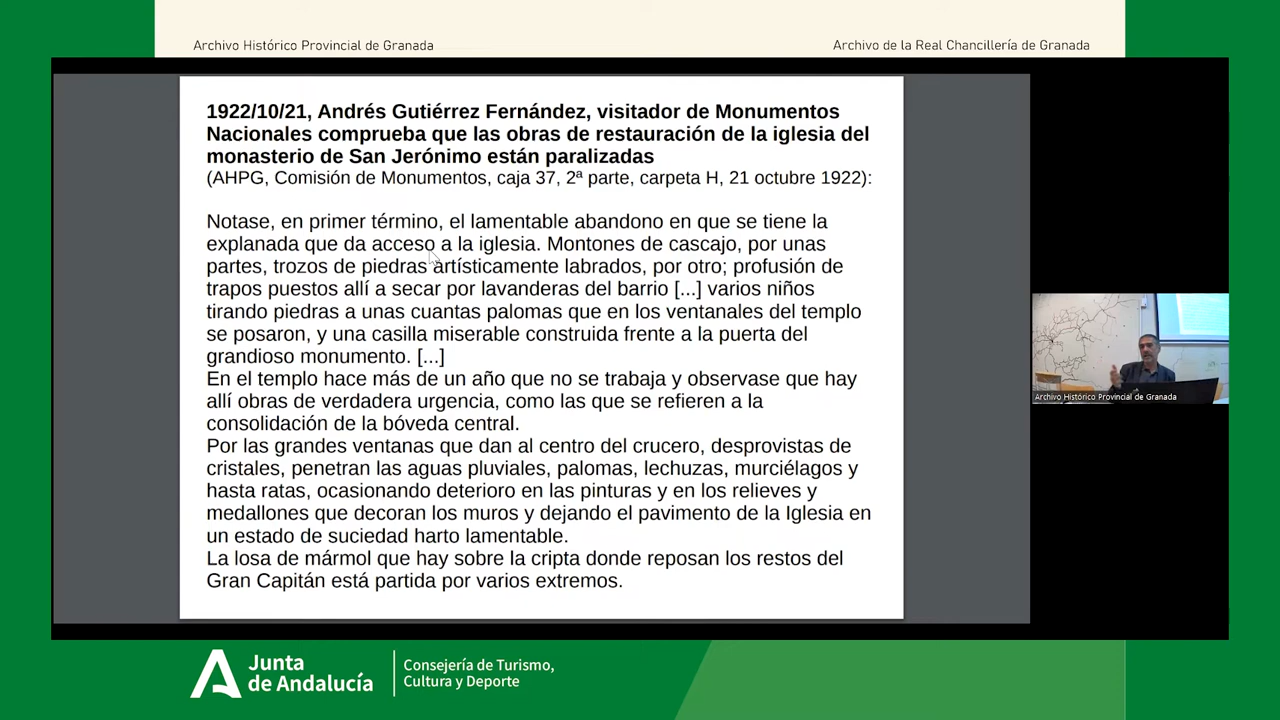 Archivo Histórico Provincial de Granada
Archivo de la Real Chancillería de Granada
1922/10/21, Andrés Gutiérrez Fernández, visitador de Monumentos
Nacionales comprueba que las obras de restauración de la iglesia del
monasterio de San Jerónimo están paralizadas
(AHPG, Comisión de Monumentos, caja 37, 2ª parte, carpeta H, 21 octubre 1922):
Notase, en primer término, el lamentable abandono en que se tiene la
explanada que da acceso a la iglesia. Montones de cascajo, por unas
partes, trozos de piedras artísticamente labrados, por otro; profusión de
trapos puestos allí a secar por lavanderas del barrio [...] varios niños
tirando piedras a unas cuantas palomas que en los ventanales del templo
se posaron, y una casilla miserable construida frente a la puerta del
grandioso monumento. [...]
En el templo hace más de un año que no se trabaja y observase que hay
allí obras de verdadera urgencia, como las que se refieren a la
consolidación de la bóveda central.
Por las grandes ventanas que dan al centro del crucero, desprovistas de
cristales, penetran las aguas pluviales, palomas, lechuzas, murciélagos y
hasta ratas, ocasionando deterioro en las pinturas y en los relieves y
medallones que decoran los muros y dejando el pavimento de la Iglesia en
un estado de suciedad harto lamentable.
La losa de mármol que hay sobre la cripta donde reposan los restos del
Gran Capitán está partida por varios extremos.
Archivo Histórico Provincial de Granada
Junta
de Andalucía
Consejería de Turismo,
Cultura y Deporte